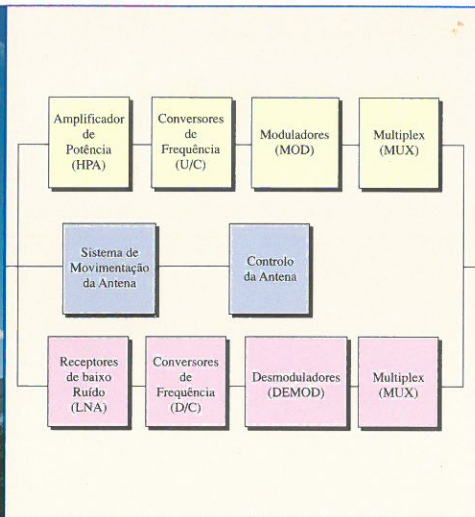 Amplificador
de
Potência
(HPA)
Conversores
de
Frequência
(U/C)
Moduladores
(MOD)
Multiplex
(MUX)
Sistema de
Movimentação
da Antena
Controlo
da Antena
Receptores
de baixo
Ruído
(LNA)
Conversores
de
Frequência
(D/C)
Desmoduladores
(DEMOD)
Multiplex
(MUX)